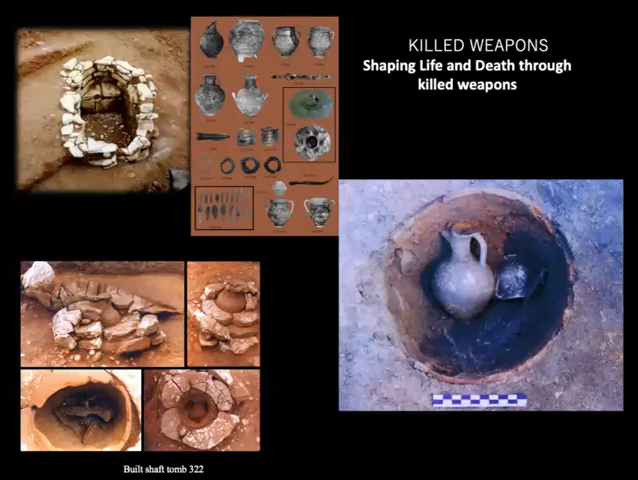 KILLED WEAPONS
Shaping Life and Death through
killed weapons
Built shaft tomb 322